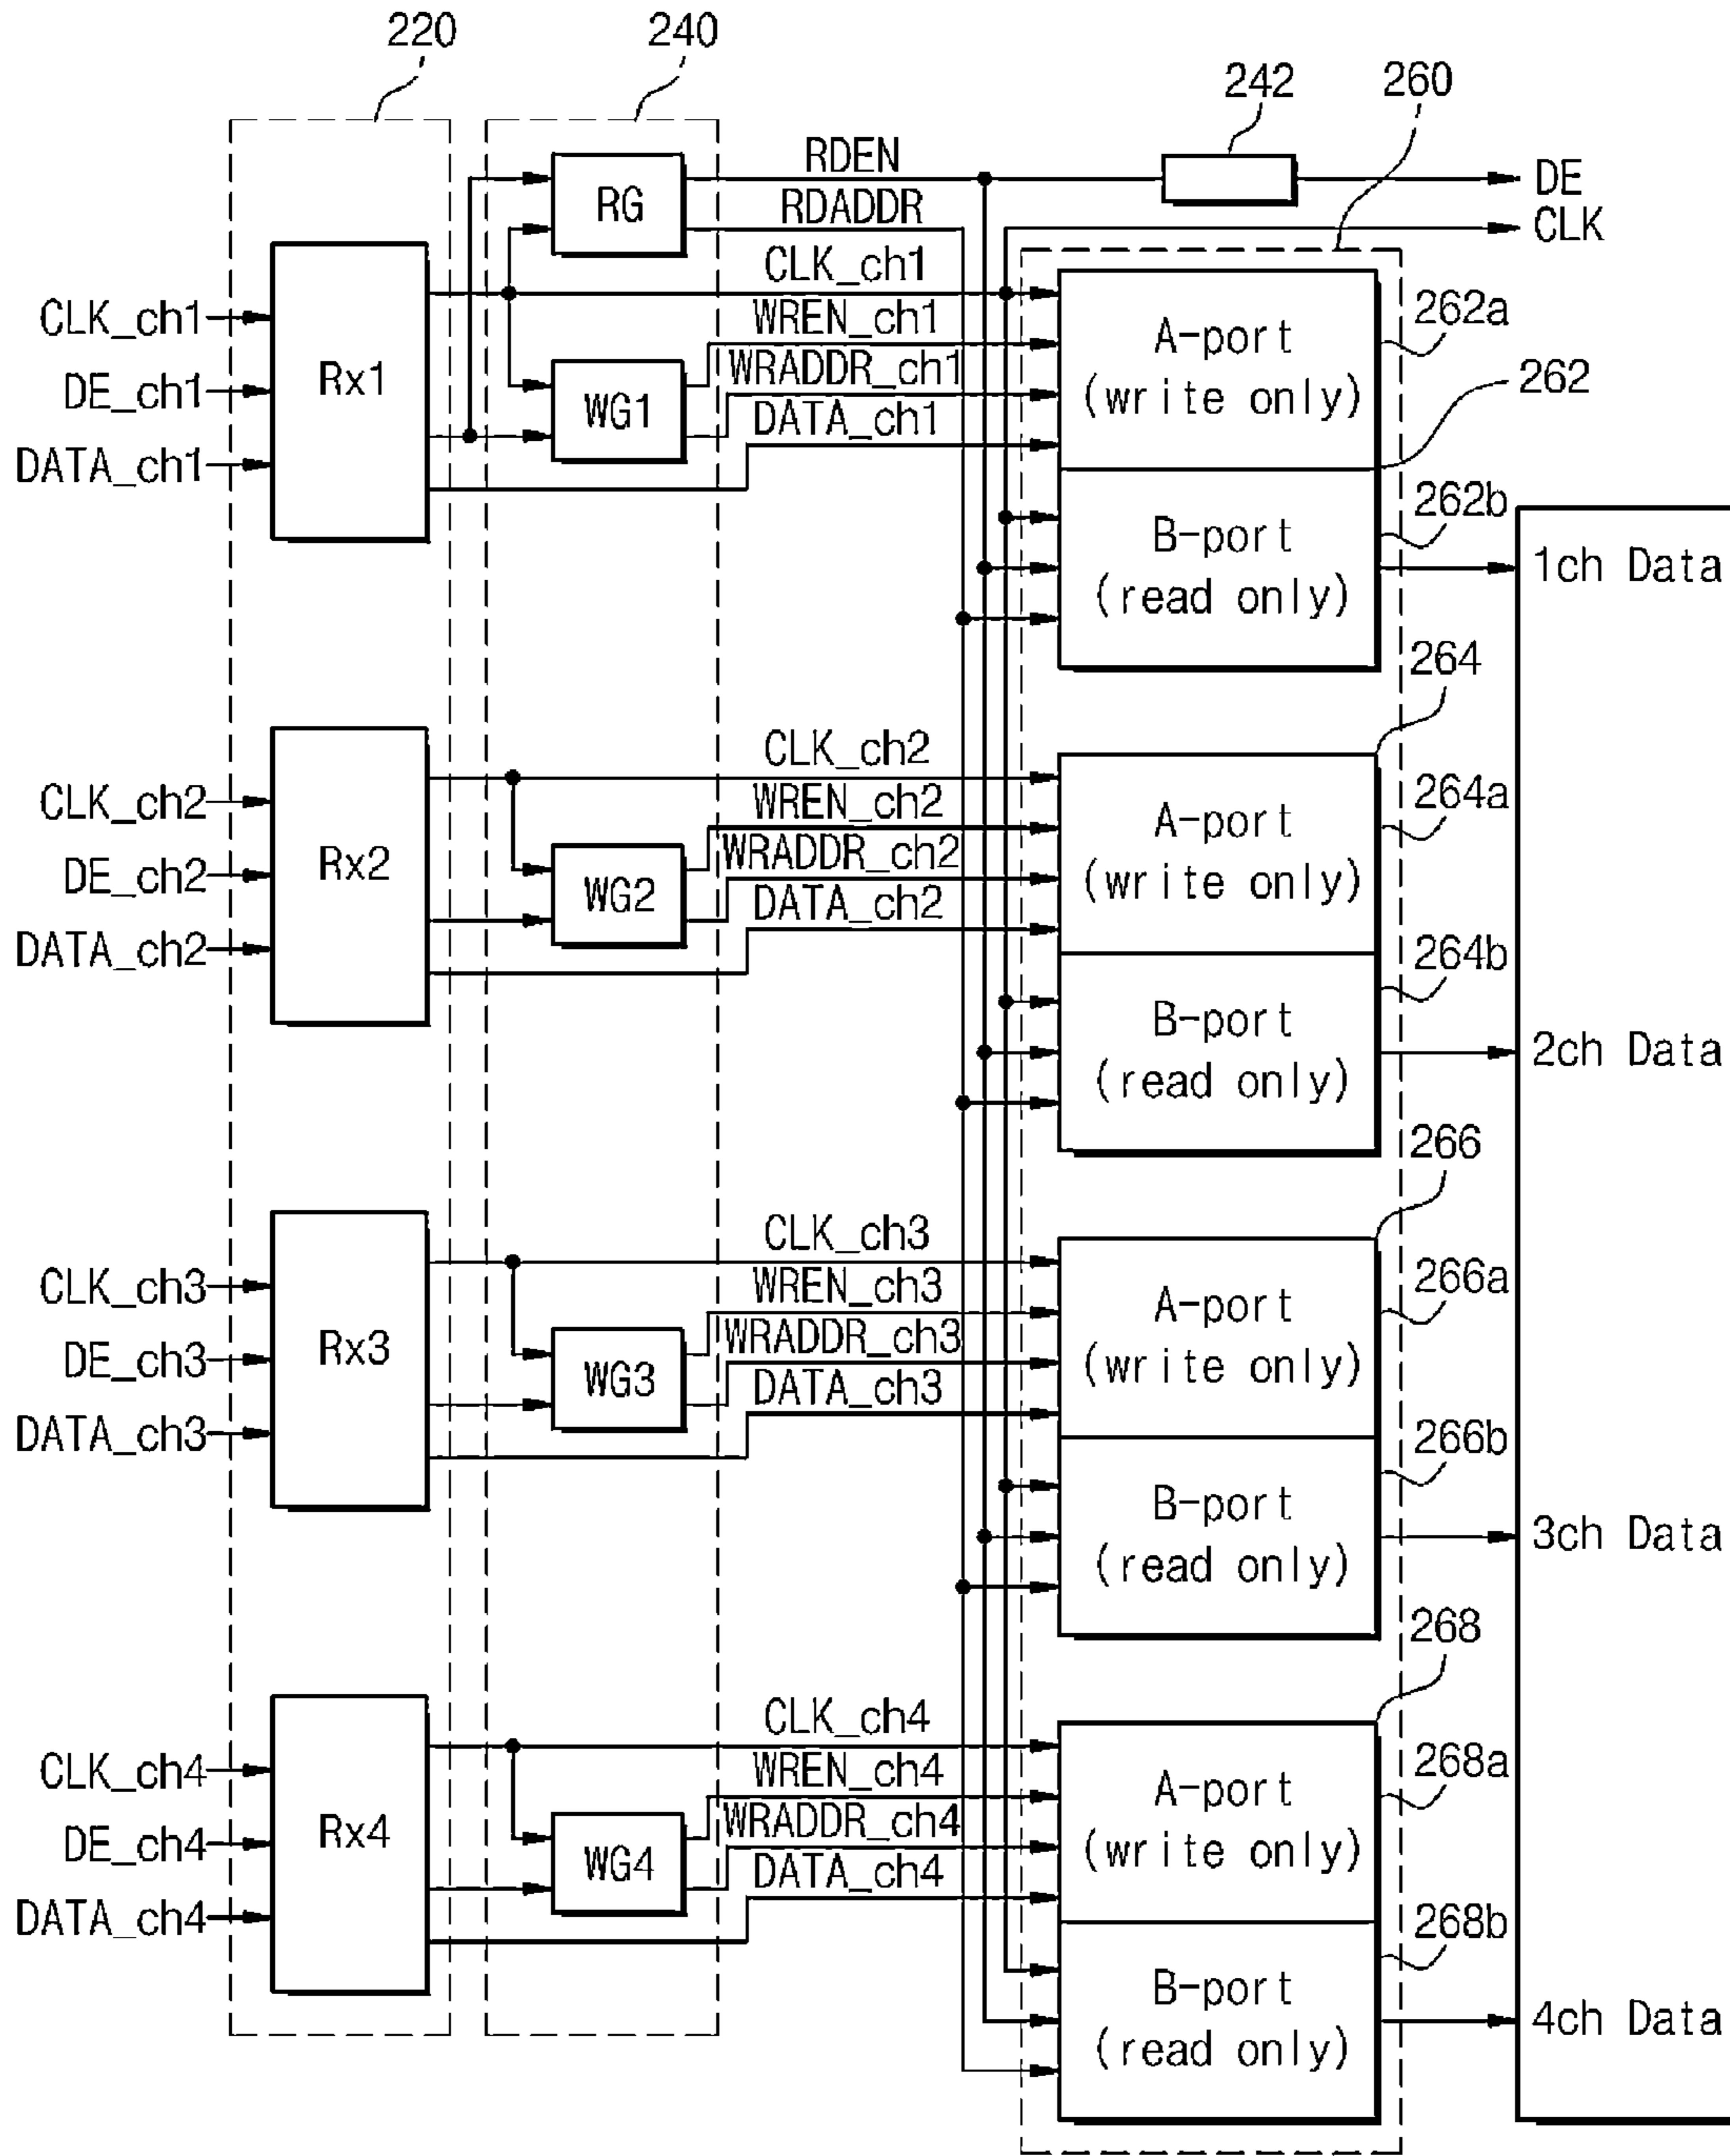 220
240
242
260
RDEN
DE
RG
RDADDR
CLK
CLK_ch1
CLK_ch1
WREN_ch1
A-port
262a
DE_ch1
Rx1
WRADDR_ch1
(write only)
262
WG1
DATA_ch1
DATA_ch1
262b
B-port
1ch Data
(read only)
264
CLK_ch2
CLK_ch2
WREN_ch2
A-port
264a
DE_ch2
Rx2
WRADDR_ch2
(write only)
WG2
DATA_ch2
DATA_ch2
264b
B-port
2ch Data
(read only)
266
CLK_ch3
CLK_ch3
WREN_ch3
A-port
266a
DE_ch3
Rx3
WRADDR_ch3
(write only)
WG3
DATA_ch3
DATA_ch3
266b
B-port
3ch Data
(read only)
268
CLK_ch4
CLK_ch4
WREN_ch4
A-port
268a
DE_ch4
Rx4
WRADDR_ch4
(write only)
WG4
DATA_ch4
DATA_ch4
268b
B-port
4ch Data
(read only)